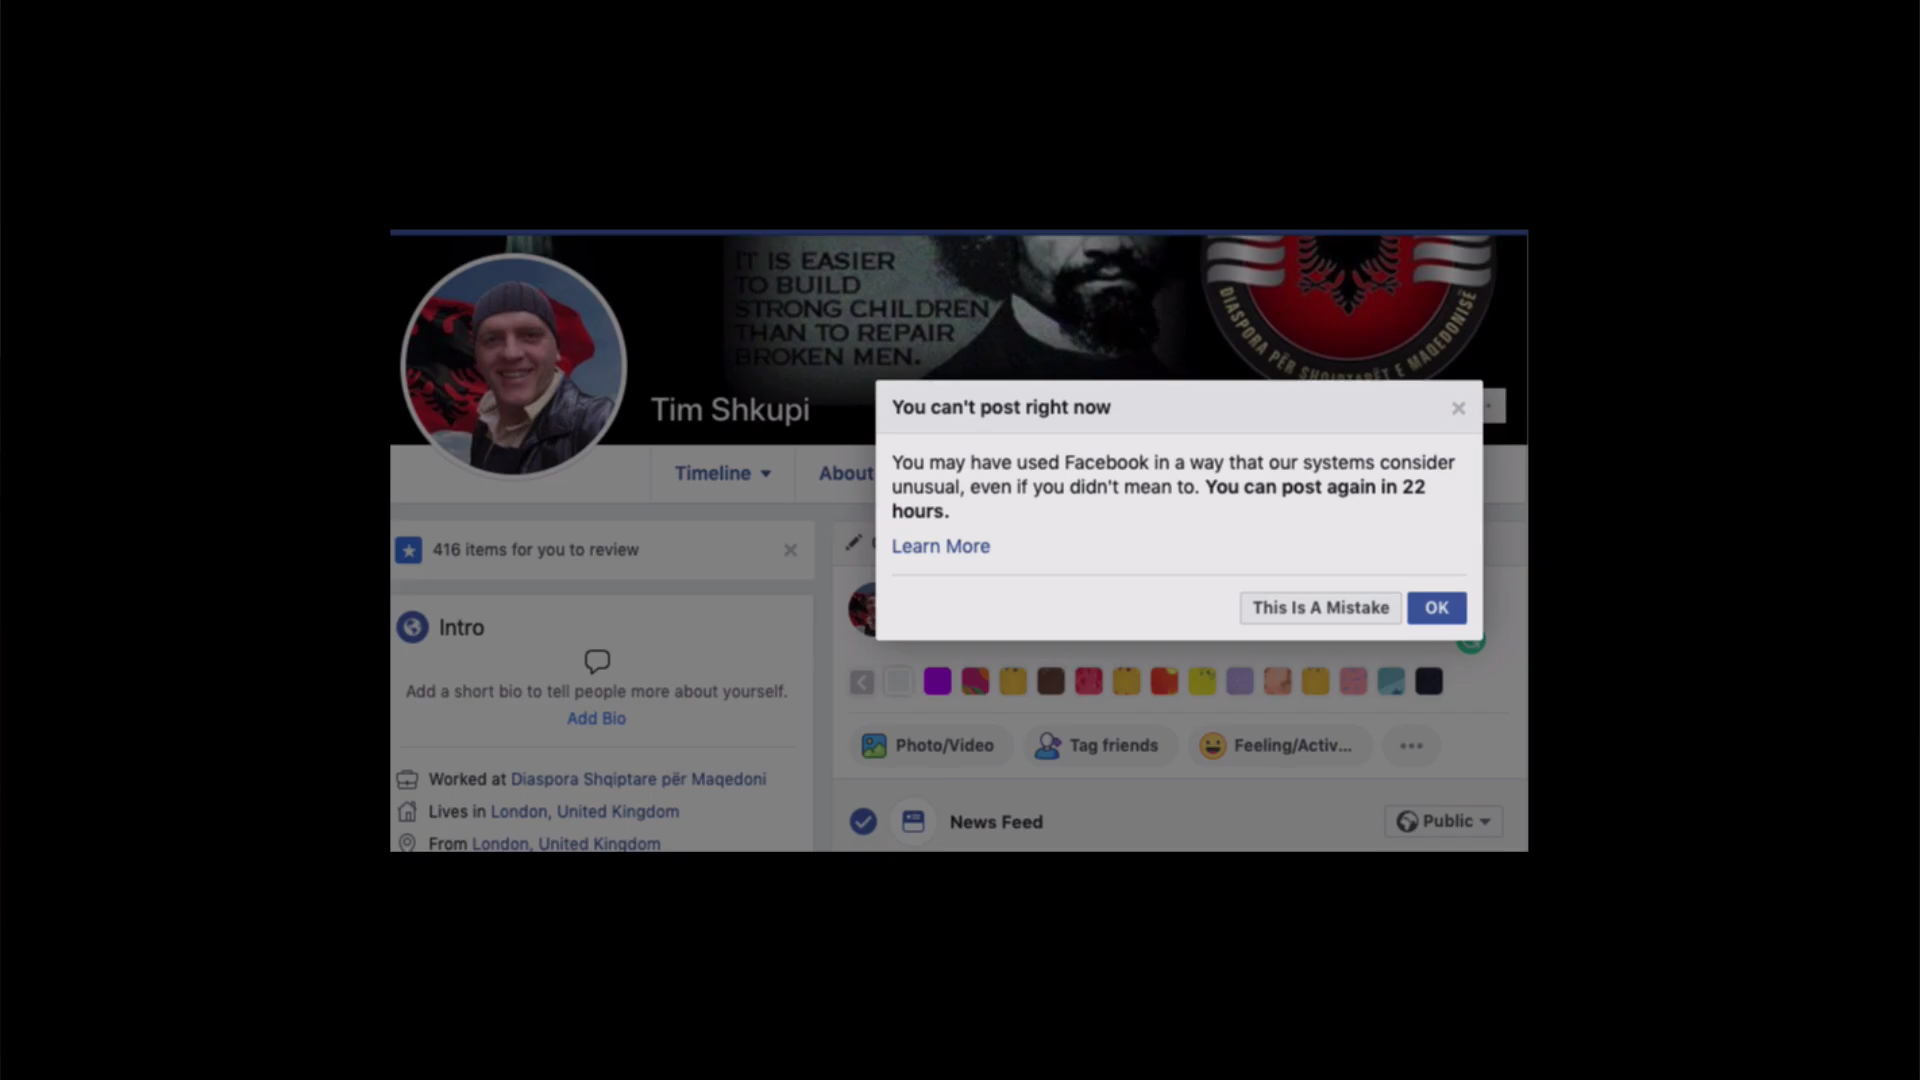 IT IS EASIER
TO BUILD
STRONG CHILDREN
THAN TO REPAIR
BROKEN MEN.
DIASPORA PËR SHQIPTARËT E MAQEDONISË
Tim Shkupi
Timeline
About
You can't post right now
You may have used Facebook in a way that our systems consider
unusual, even if you didn't mean to. You can post again in 22
hours.
Learn More
This Is A Mistake
OK
416 items for you to review
Intro
Add a short bio to tell people more about yourself.
Add Bio
Worked at Diaspora Shqiptare për Maqedoni
Lives in London, United Kingdom
From London, United Kingdom
Photo/Video
Tag friends
Feeling/Activ...
News Feed
Public